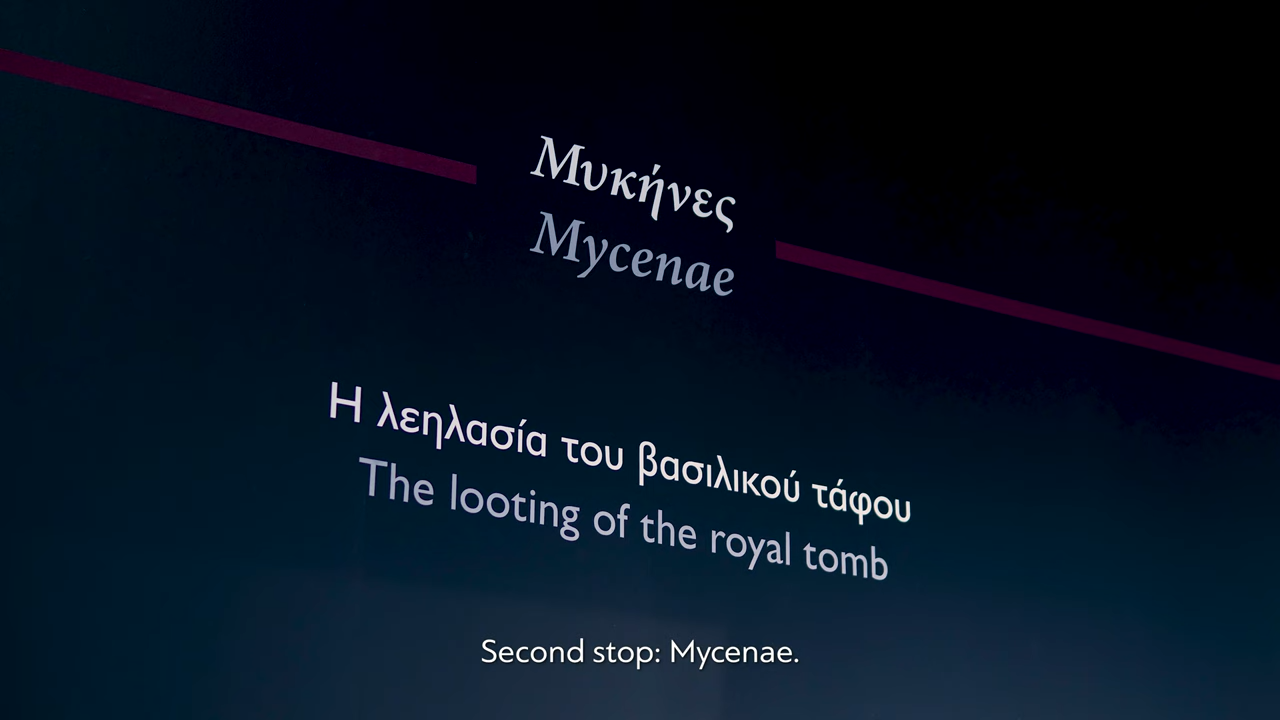 Μυκήνες
Mycenae
Η λεηλασία του βασιλικού τάφου
The looting of the royal tomb
Second stop: Mycenae.